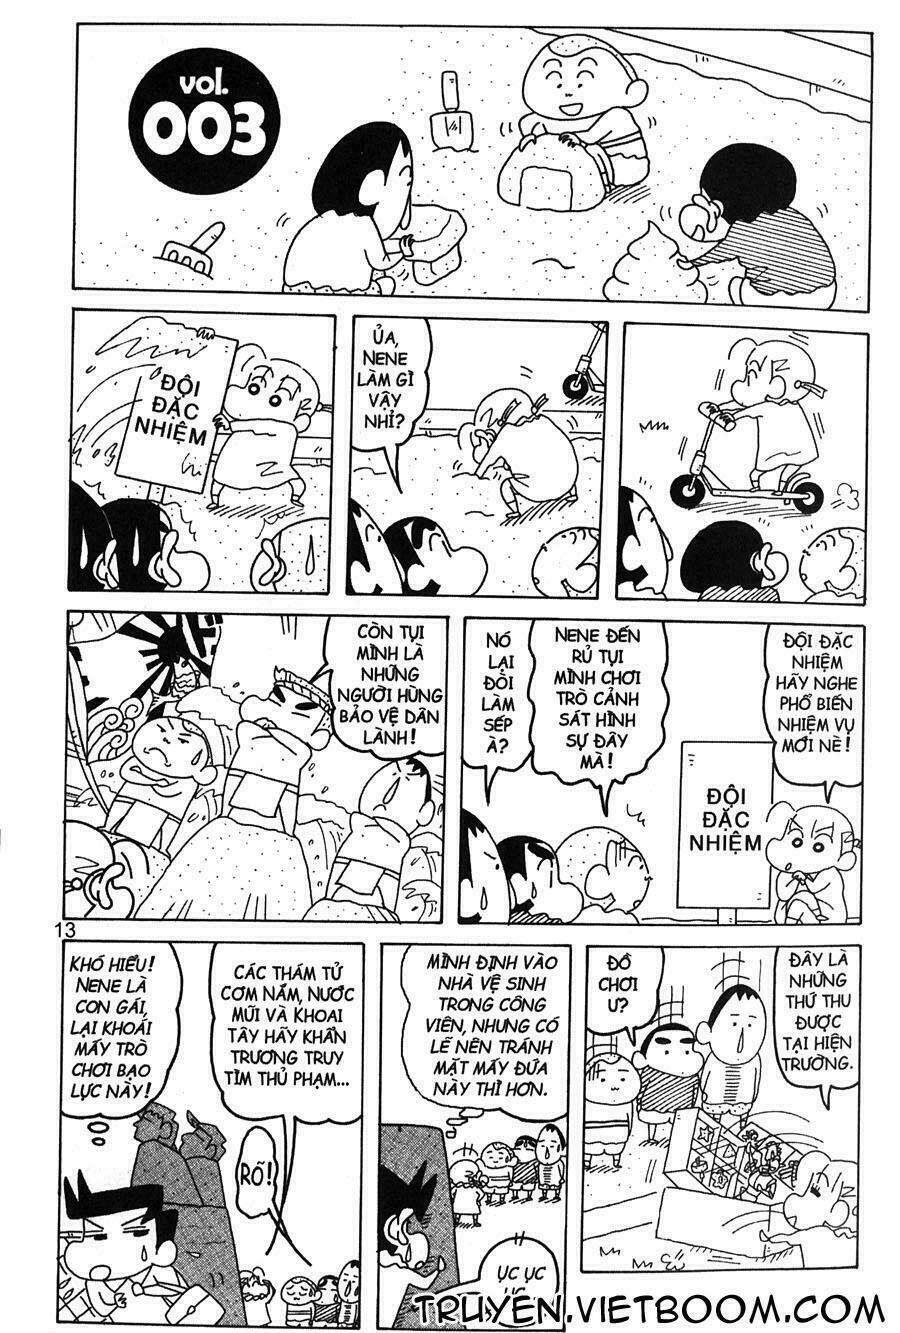 vol.
003
ỦA,
NENE
LÀM GÌ
VẬY
NHỈ?
ĐỘI
ĐẶC
NHIỆM
ĐỘI ĐẶC
NHIỆM
HÃY NGHE
PHỔ BIẾN
NHIỆM VỤ
MỚI NÈ!
ĐỘI
ĐẶC
NHIỆM
NENE ĐẾN
RỦ TỤI
MÌNH CHƠI
TRÒ CẢNH
SÁT HÌNH
SỰ ĐÂY
MÀ!
NÓ
LẠI
ĐÒI
LÀM
SẾP
À?
CÒN TỤI
MÌNH LÀ
NHỮNG
NGƯỜI HÙNG
BẢO VỆ DÂN
LÀNH!
13
ĐÂY LÀ
NHỮNG
THỨ THU
ĐƯỢC
TẠI HIỆN
TRƯỜNG.
ĐỒ
CHƠI
Ư?
MÌNH ĐỊNH VÀO
NHÀ VỆ SINH
TRONG CÔNG
VIÊN, NHƯNG CÓ
LẼ NÊN TRÁNH
MẶT MẤY ĐỨA
NÀY THÌ HƠN.
ỤC ỤC
ỤC...
CÁC THÁM TỬ
CƠM NẮM, NƯỚC
MŨI VÀ KHOAI
TÂY HÃY KHẨN
TRƯƠNG TRUY
TÌM THỦ PHẠM...
RÕ!
KHÓ HIỂU!
NENE LÀ
CON GÁI,
LẠI KHOÁI
MẤY TRÒ
CHƠI BẠO
LỰC NÀY!
TRUYEN.VIETBOOM.COM